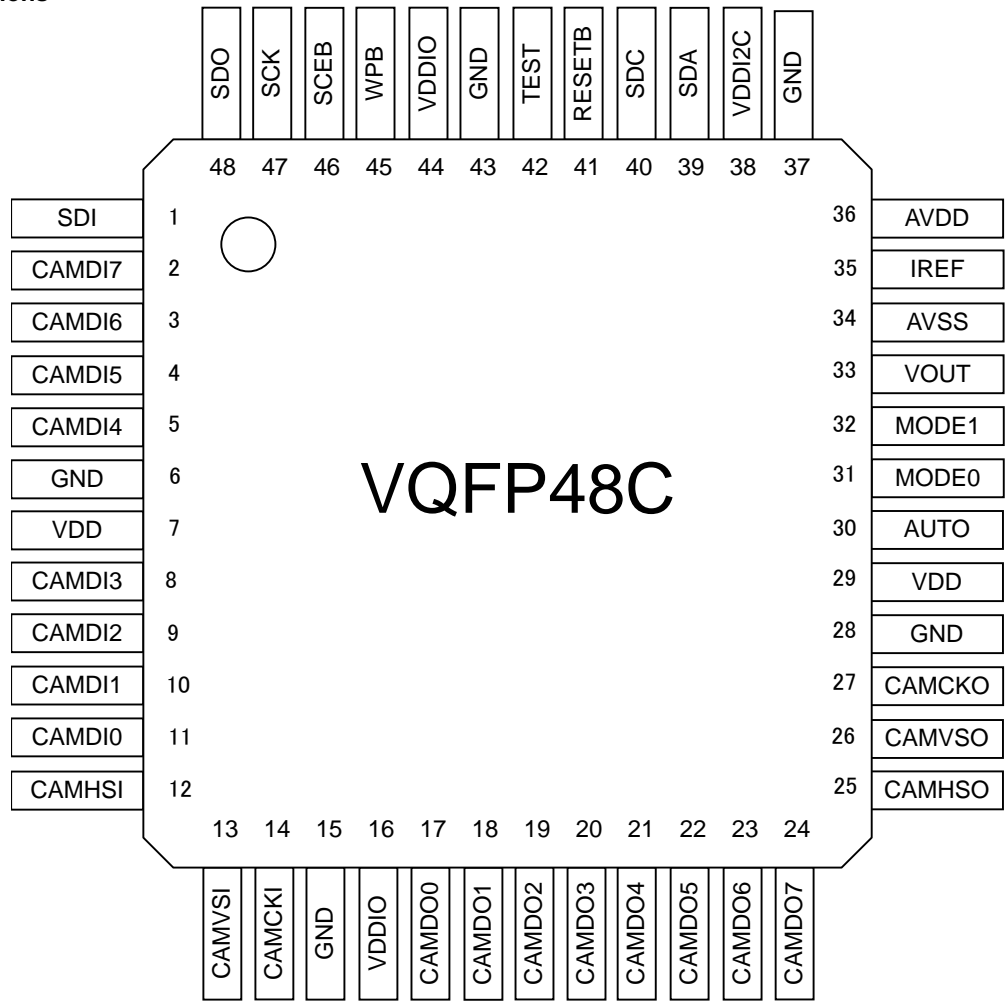 SDO SCK SCEB WPB VDDIO GND TEST RESETB SDC SDA VDDI2C GND
48 47 46 45 44 43 42 41 40 39 38 37
SDI 1 36 AVDD
CAMDI7 2 35 IREF
CAMDI6 3 34 AVSS
CAMDI5 4 33 VOUT
CAMDI4 5 32 MODE1
GND 6 31 MODE0
VQFP48C
VDD 7 30 AUTO
CAMDI3 8 29 VDD
CAMDI2 9 28 GND
CAMDI1 10 27 CAMCKO
CAMDI0 11 26 CAMVSO
CAMHSI 12 25 CAMHSO
13 14 15 16 17 18 19 20 21 22 23 24
CAMVSI CAMCKI GND VDDIO CAMDO0 CAMDO1 CAMDO2 CAMDO3 CAMDO4 CAMDO5 CAMDO6 CAMDO7